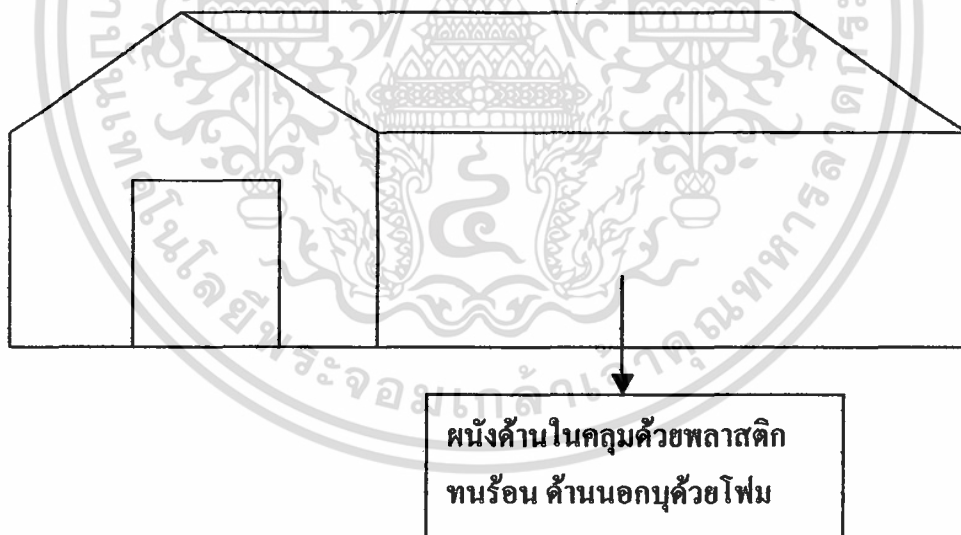 ผนังด้านในคลุมด้วยพลาสติก
ทนร้อน ด้านนอกบุด้วยโฟม